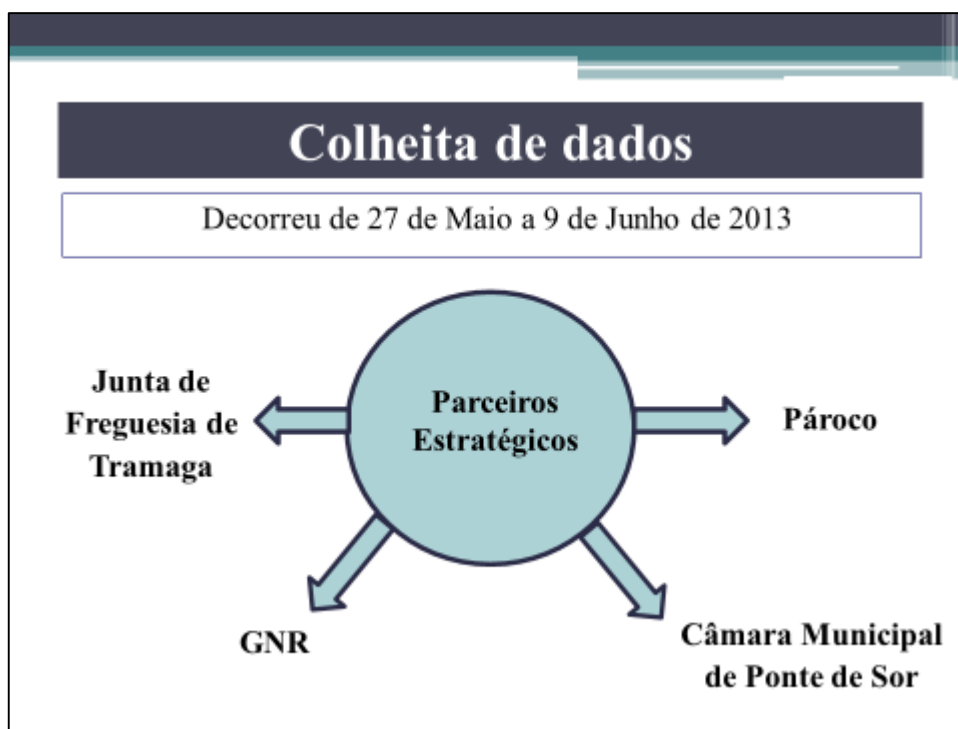 Colheita de dados
Decorreu de 27 de Maio a 9 de Junho de 2013
Junta de
Freguesia de
Tramaga
Parceiros
Estratégicos
Pároco
GNR
Câmara Municipal
de Ponte de Sor